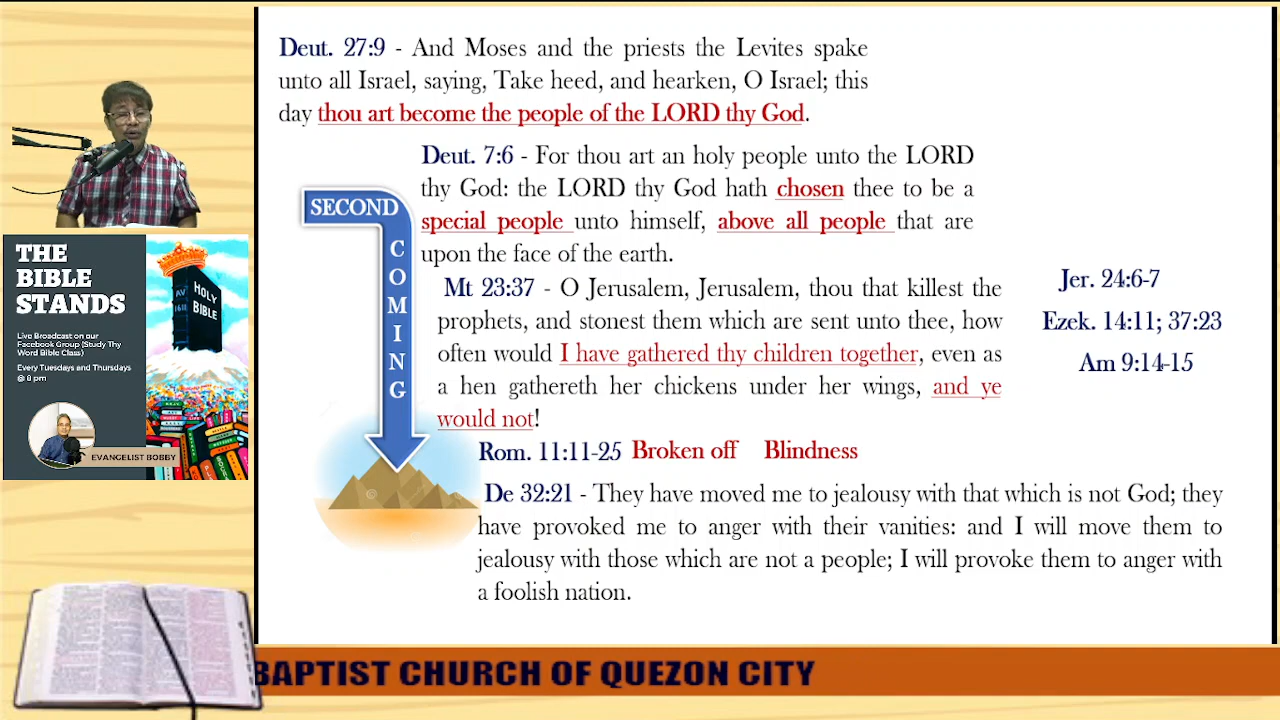 Deut. 27:9 - And Moses and the priests the Levites spake
unto all Israel, saying, Take heed, and hearken, O Israel; this
day thou art become the people of the LORD thy God.
Deut. 7:6 - For thou art an holy people unto the LORD
thy God: the LORD thy God hath chosen thee to be a
special people unto himself, above all people that are
upon the face of the earth.
SECOND
COMING
Mt 23:37 - O Jerusalem, Jerusalem, thou that killest the
prophets, and stonest them which are sent unto thee, how
often would I have gathered thy children together, even as
a hen gathereth her chickens under her wings, and ye
would not!
Jer. 24:6-7
Ezek. 14:11; 37:23
Am 9:14-15
Rom. 11:11-25 Broken off Blindness
De 32:21 - They have moved me to jealousy with that which is not God; they
have provoked me to anger with their vanities: and I will move them to
jealousy with those which are not a people; I will provoke them to anger with
a foolish nation.
THE
BIBLE
STANDS
Live Broadcast on our
Facebook Group (Study Thy
Word Bible Class)
Every Tuesdays and Thursdays
@ 8 pm
EVANGELIST BOBBY
AV
1611
HOLY
BIBLE
BAPTIST CHURCH OF QUEZON CITY